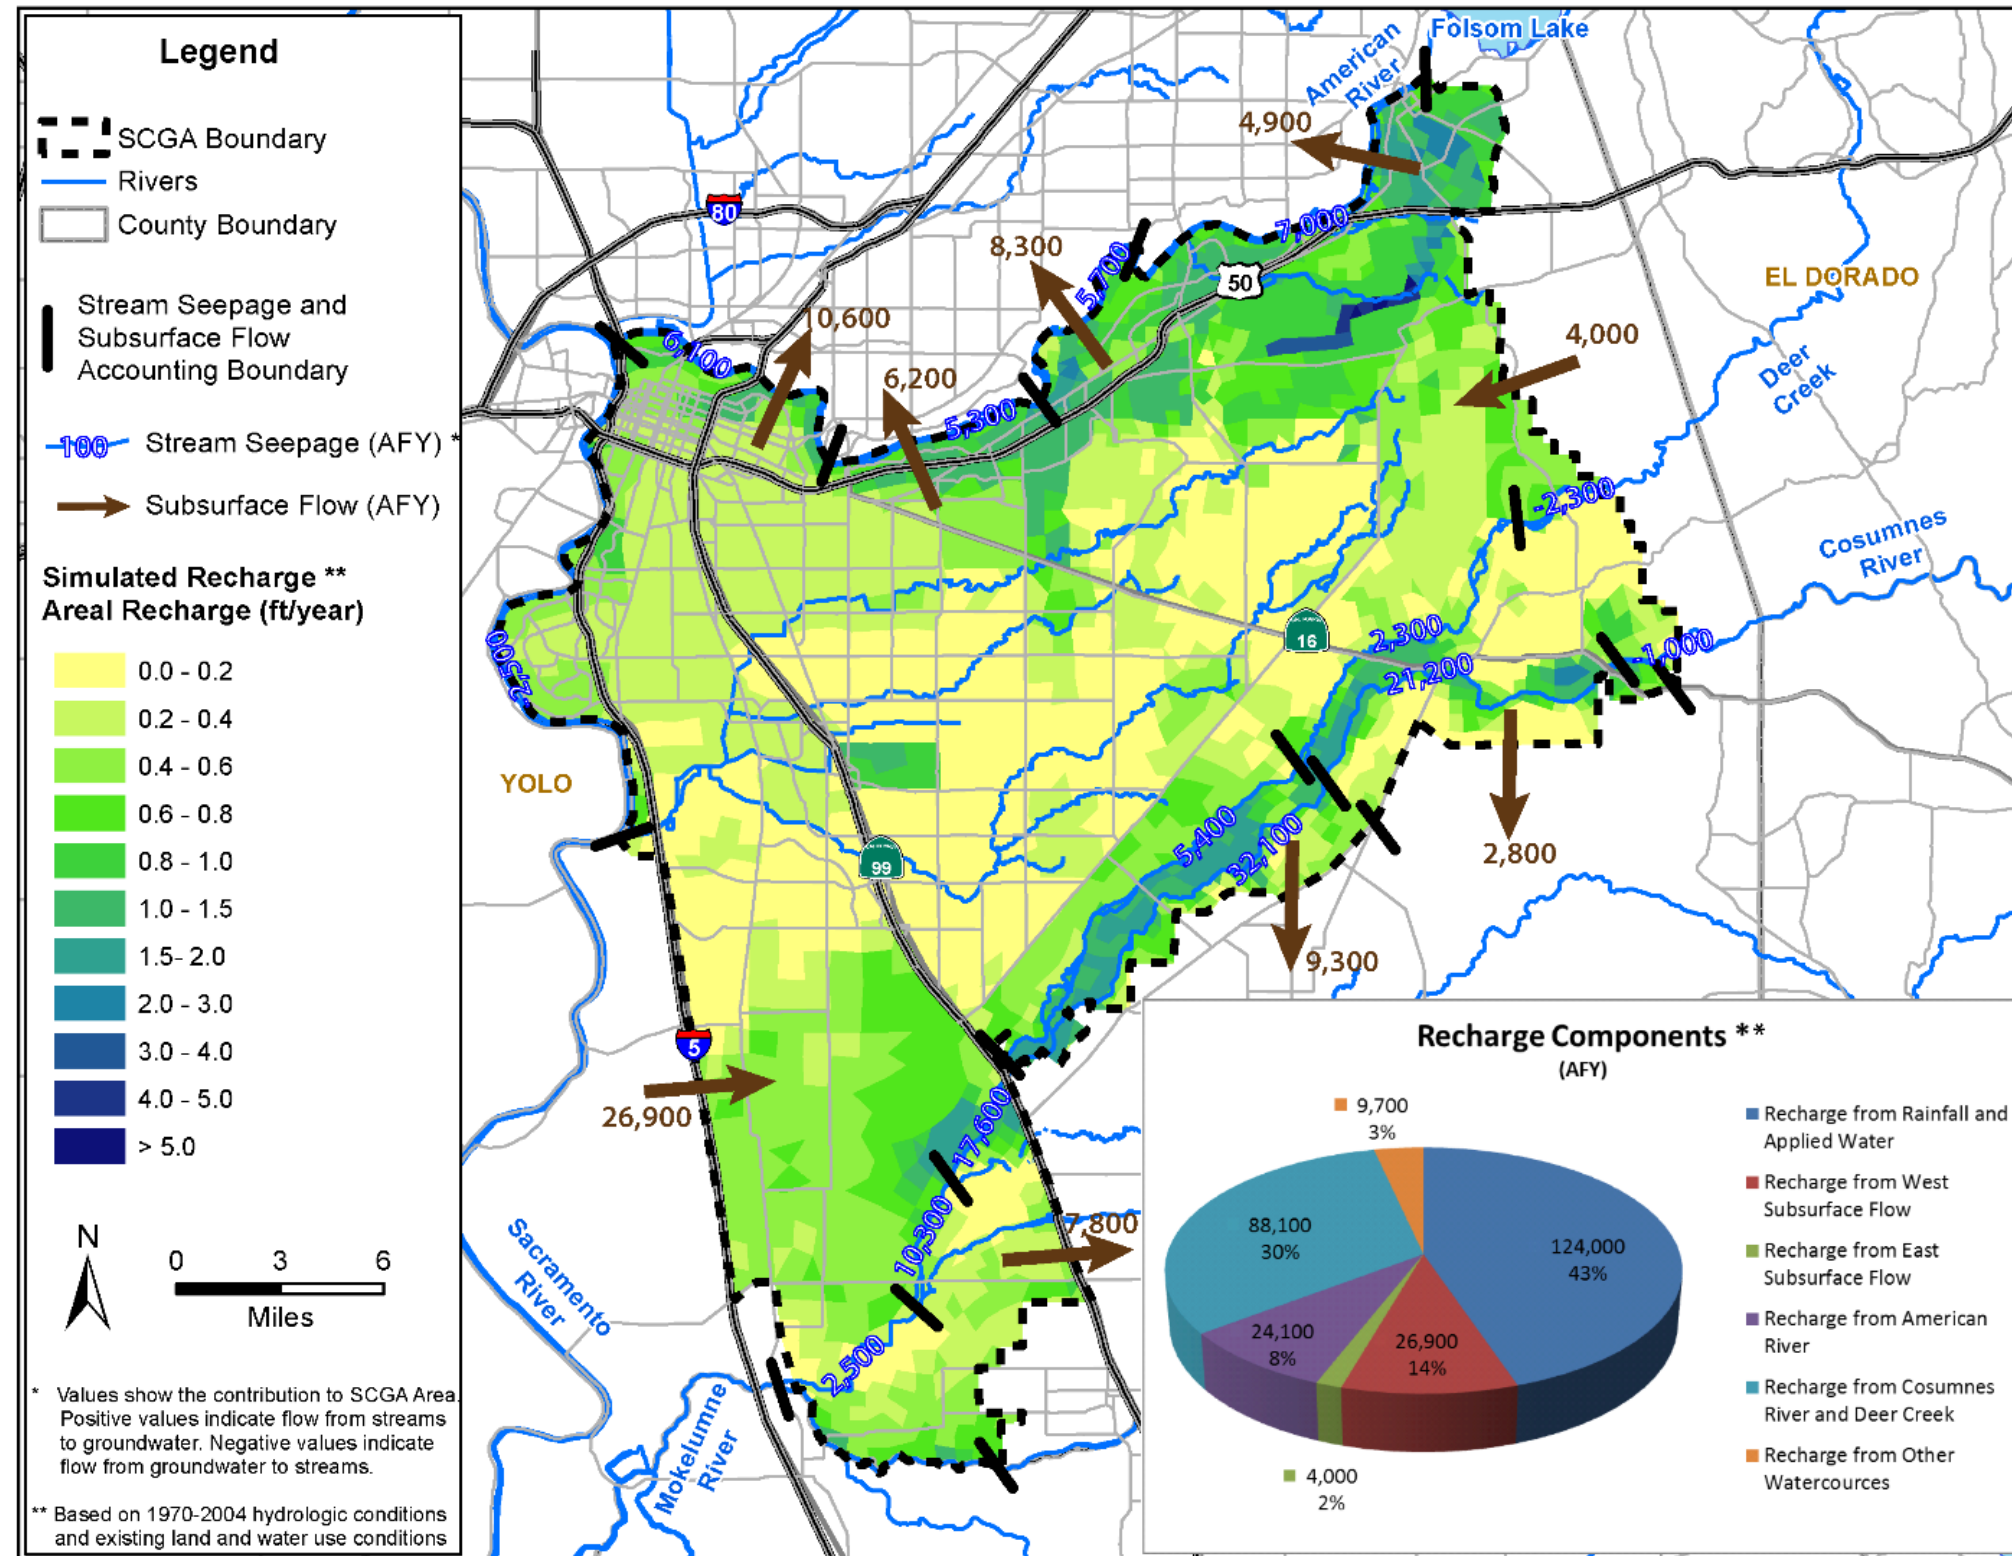 Legend
SCGA Boundary
Rivers
County Boundary
Stream Seepage and
Subsurface Flow
Accounting Boundary
100
Stream Seepage (AFY) *
Subsurface Flow (AFY)
Simulated Recharge **
Areal Recharge (ft/year)
0.0 - 0.2
0.2 - 0.4
0.4 - 0.6
0.6 - 0.8
0.8 - 1.0
1.0 - 1.5
1.5- 2.0
2.0 - 3.0
3.0 - 4.0
4.0 - 5.0
> 5.0
N
0 3 6
Miles
* Values show the contribution to SCGA Area.
Positive values indicate flow from streams
to groundwater. Negative values indicate
flow from groundwater to streams.
** Based on 1970-2004 hydrologic conditions
and existing land and water use conditions
Folsom Lake
American
River
4,900
80
7,000
8,300
5,700
50
EL DORADO
10,600
6,100
4,000
6,200
Deer
Creek
5,300
-2,300
Cosumnes
River
16
2,300
-1,000
21,200
-2,500
YOLO
5,400
32,100
99
2,800
9,300
5
26,900
17,600
7,800
10,300
Sacramento
River
2,500
Mokelumne
River
Recharge Components **
(AFY)
9,700
3%
88,100
30%
124,000
43%
24,100
8%
26,900
14%
4,000
2%
Recharge from Rainfall and
Applied Water
Recharge from West
Subsurface Flow
Recharge from East
Subsurface Flow
Recharge from American
River
Recharge from Cosumnes
River and Deer Creek
Recharge from Other
Watercources